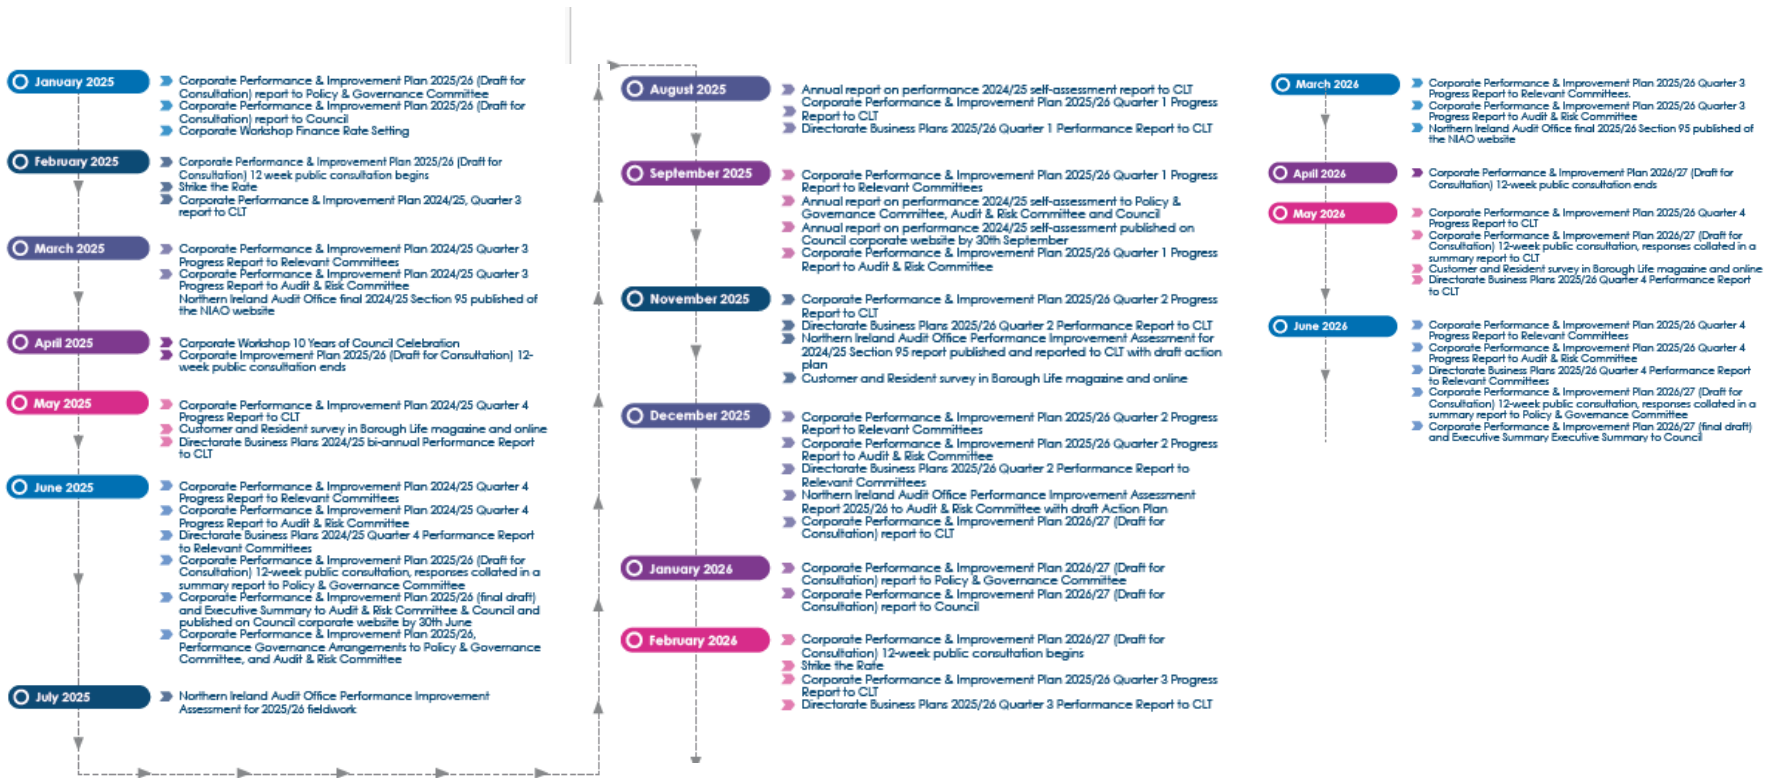 January 2025
Corporate Performance & Improvement Plan 2025/26 (Draft for
Consultation) report to Policy & Governance Committee
Corporate Performance & Improvement Plan 2025/26 (Draft for
Consultation) report to Council
Corporate Workshop Finance Rate Setting
February 2025
Corporate Performance & Improvement Plan 2025/26 (Draft for
Consultation) 12 week public consultation begins
Strike the Rate
Corporate Performance & Improvement Plan 2024/25, Quarter 3
report to CLT
March 2025
Corporate Performance & Improvement Plan 2024/25 Quarter 3
Progress Report to Relevant Committees
Corporate Performance & Improvement Plan 2024/25 Quarter 3
Progress Report to Audit & Risk Committee
Northern Ireland Audit Office final 2024/25 Section 95 published of
the NIAO website
April 2025
Corporate Workshop 10 Years of Council Celebration
Corporate Improvement Plan 2025/26 (Draft for Consultation) 12-
week public consultation ends
May 2025
Corporate Performance & Improvement Plan 2024/25 Quarter 4
Progress Report to CLT
Customer and Resident survey in Borough Life magazine and online
Directorate Business Plans 2024/25 bi-annual Performance Report
to CLT
June 2025
Corporate Performance & Improvement Plan 2024/25 Quarter 4
Progress Report to Relevant Committees
Corporate Performance & Improvement Plan 2024/25 Quarter 4
Progress Report to Audit & Risk Committee
Directorate Business Plans 2024/25 Quarter 4 Performance Report
to Relevant Committees
Corporate Performance & Improvement Plan 2025/26 (Draft for
Consultation) 12-week public consultation, responses collated in a
summary report to Policy & Governance Committee
Corporate Performance & Improvement Plan 2025/26 (final draft)
and Executive Summary to Audit & Risk Committee & Council and
published on Council corporate website by 30th June
Corporate Performance & Improvement Plan 2025/26,
Performance Governance Arrangements to Policy & Governance
Committee, and Audit & Risk Committee
July 2025
Northern Ireland Audit Office Performance Improvement
Assessment for 2025/26 fieldwork
August 2025
Annual report on performance 2024/25 self-assessment report to CLT
Corporate Performance & Improvement Plan 2025/26 Quarter 1 Progress
Report to CLT
Directorate Business Plans 2025/26 Quarter 1 Performance Report to CLT
September 2025
Corporate Performance & Improvement Plan 2025/26 Quarter 1 Progress
Report to Relevant Committees
Annual report on performance 2024/25 self-assessment to Policy &
Governance Committee, Audit & Risk Committee and Council
Annual report on performance 2024/25 self-assessment published on
Council corporate website by 30th September
Corporate Performance & Improvement Plan 2025/26 Quarter 1 Progress
Report to Audit & Risk Committee
November 2025
Corporate Performance & Improvement Plan 2025/26 Quarter 2 Progress
Report to CLT
Directorate Business Plans 2025/26 Quarter 2 Performance Report to CLT
Northern Ireland Audit Office Performance Improvement Assessment for
2024/25 Section 95 report published and reported to CLT with draft action
plan
Customer and Resident survey in Borough Life magazine and online
December 2025
Corporate Performance & Improvement Plan 2025/26 Quarter 2 Progress
Report to Relevant Committees
Corporate Performance & Improvement Plan 2025/26 Quarter 2 Progress
Report to Audit & Risk Committee
Directorate Business Plans 2025/26 Quarter 2 Performance Report to
Relevant Committees
Northern Ireland Audit Office Performance Improvement Assessment
Report 2025/26 to Audit & Risk Committee with draft Action Plan
Corporate Performance & Improvement Plan 2026/27 (Draft for
Consultation) report to CLT
January 2026
Corporate Performance & Improvement Plan 2026/27 (Draft for
Consultation) report to Policy & Governance Committee
Corporate Performance & Improvement Plan 2026/27 (Draft for
Consultation) report to Council
February 2026
Corporate Performance & Improvement Plan 2026/27 (Draft for
Consultation) 12-week public consultation begins
Strike the Rate
Corporate Performance & Improvement Plan 2025/26 Quarter 3 Progress
Report to CLT
Directorate Business Plans 2025/26 Quarter 3 Performance Report to CLT
March 2026
Corporate Performance & Improvement Plan 2025/26 Quarter 3
Progress Report to Relevant Committees.
Corporate Performance & Improvement Plan 2025/26 Quarter 3
Progress Report to Audit & Risk Committee
Northern Ireland Audit Office final 2025/26 Section 95 published of
the NIAO website
April 2026
Corporate Performance & Improvement Plan 2026/27 (Draft for
Consultation) 12-week public consultation ends
May 2026
Corporate Performance & Improvement Plan 2025/26 Quarter 4
Progress Report to CLT
Corporate Performance & Improvement Plan 2026/27 (Draft for
Consultation) 12-week public consultation, responses collated in a
summary report to CLT
Customer and Resident survey in Borough Life magazine and online
Directorate Business Plans 2025/26 Quarter 4 Performance Report
to CLT
June 2026
Corporate Performance & Improvement Plan 2025/26 Quarter 4
Progress Report to Relevant Committees
Corporate Performance & Improvement Plan 2025/26 Quarter 4
Progress Report to Audit & Risk Committee
Directorate Business Plans 2025/26 Quarter 4 Performance Report
to Relevant Committees
Corporate Performance & Improvement Plan 2026/27 (Draft for
Consultation) 12-week public consultation, responses collated in a
summary report to Policy & Governance Committee
Corporate Performance & Improvement Plan 2026/27 (final draft)
and Executive Summary Executive Summary to Council